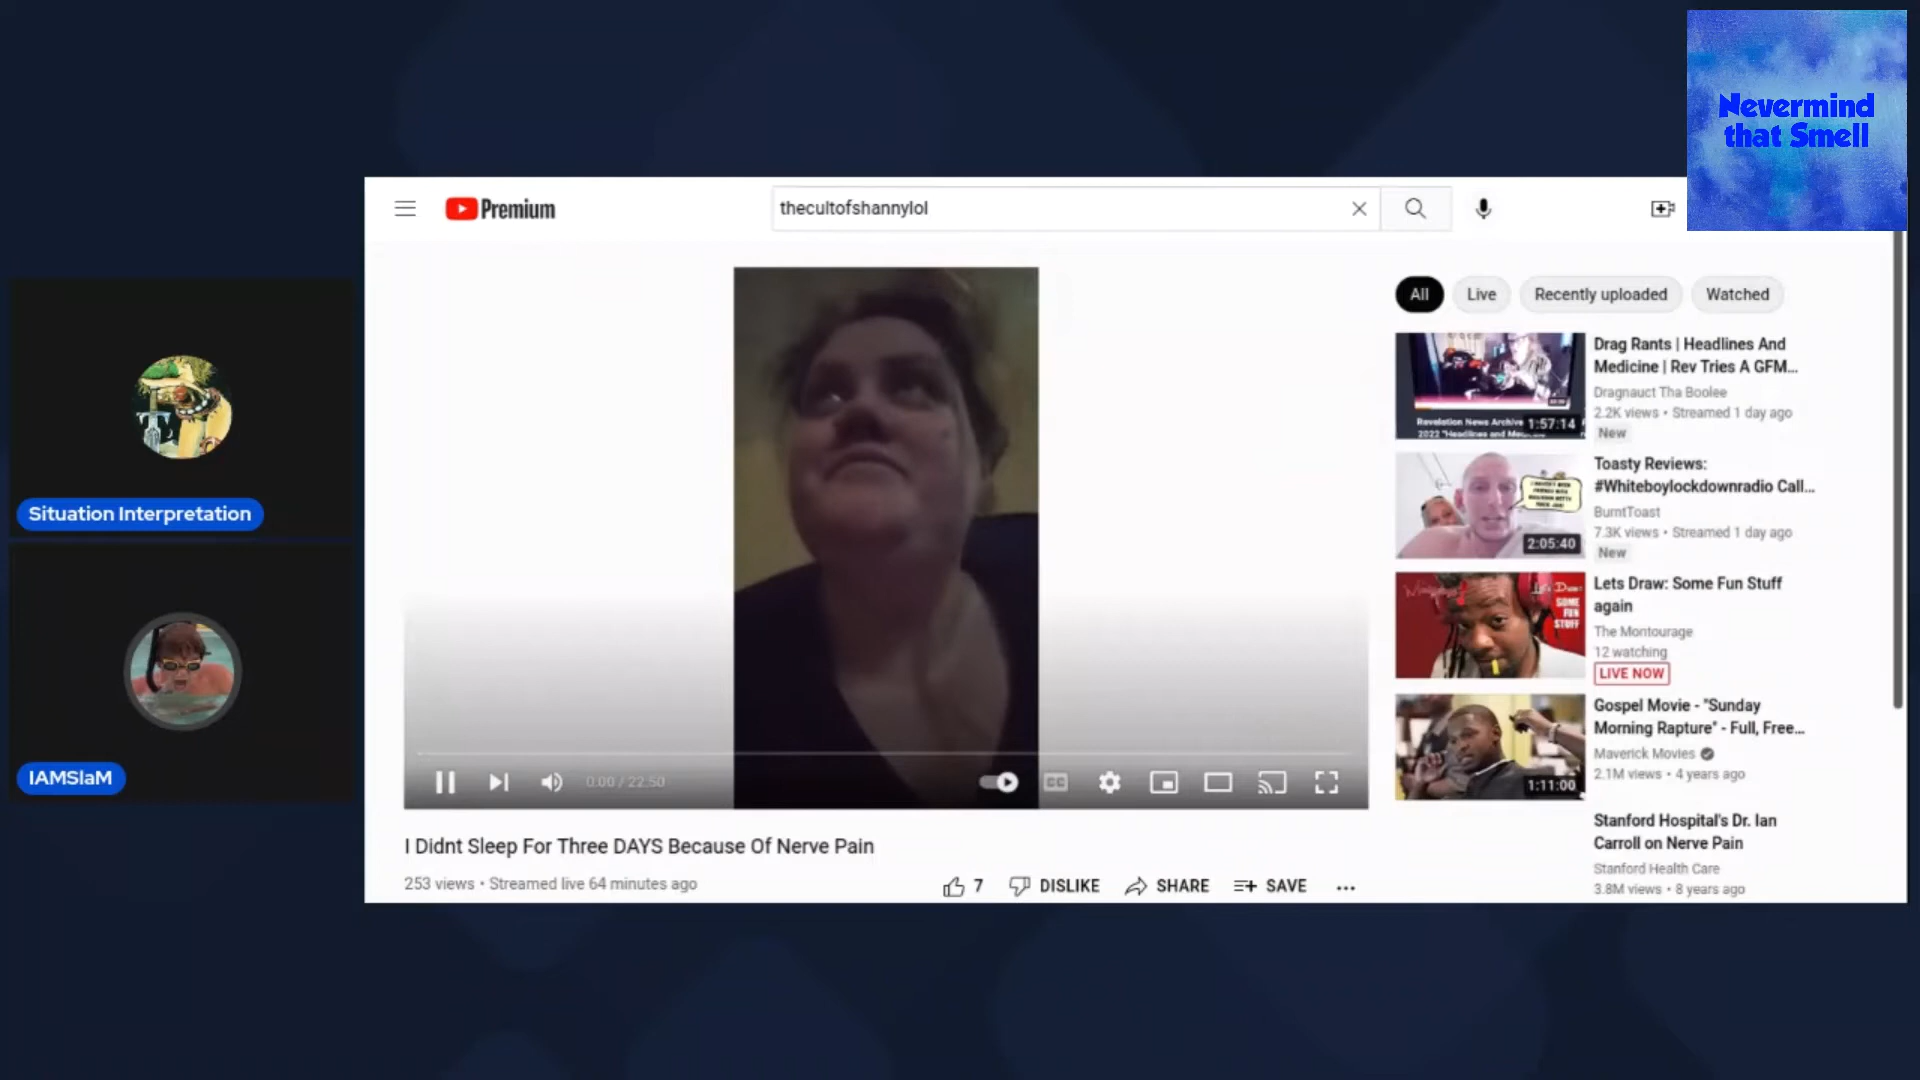 Nevermind
that Smell
Premium
thecultofshannylol
All
Live
Recently uploaded
Watched
Situation Interpretation
IAMSlaM
0:00 / 22:50
CC
I Didnt Sleep For Three DAYS Because Of Nerve Pain
253 views • Streamed live 64 minutes ago
7
DISLIKE
SHARE
SAVE
1:57:14
Drag Rants | Headlines And
Medicine | Rev Tries A GFM...
Dragnauct Tha Boolee
2.2K views • Streamed 1 day ago
New
2:05:40
Toasty Reviews:
#Whiteboylockdownradio Call...
BurntToast
7.3K views • Streamed 1 day ago
New
SOME
FUN
STUFF
Lets Draw: Some Fun Stuff
again
The Montourage
12 watching
LIVE NOW
1:11:00
Gospel Movie - "Sunday
Morning Rapture" - Full, Free...
Maverick Movies
2.1M views • 4 years ago
Stanford Hospital's Dr. Ian
Carroll on Nerve Pain
Stanford Health Care
3.8M views • 8 years ago